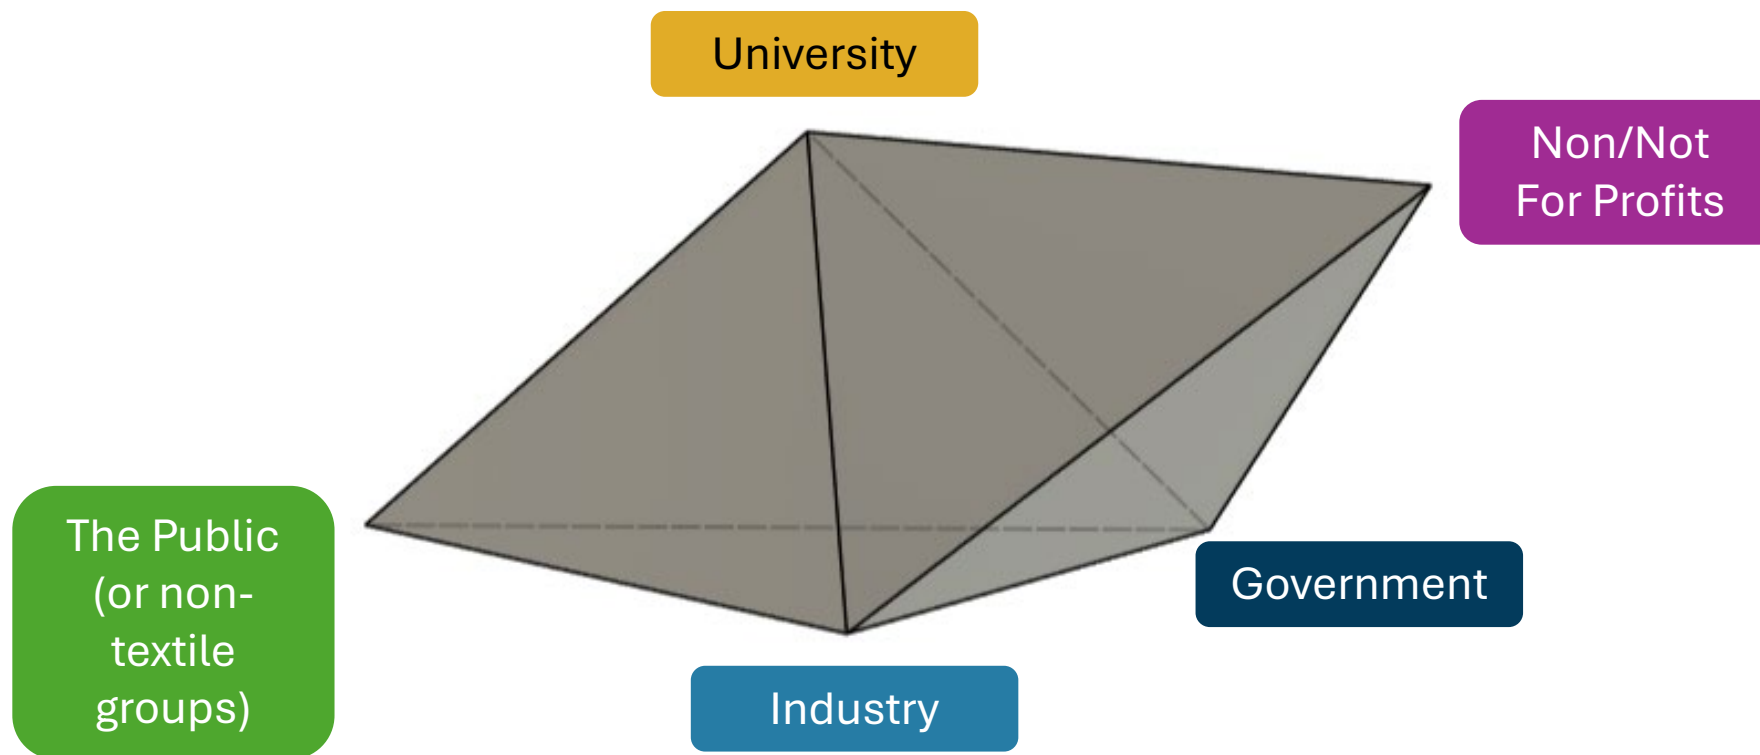 University
Non/Not
For Profits
The Public
(or non-
textile
groups)
Government
Industry